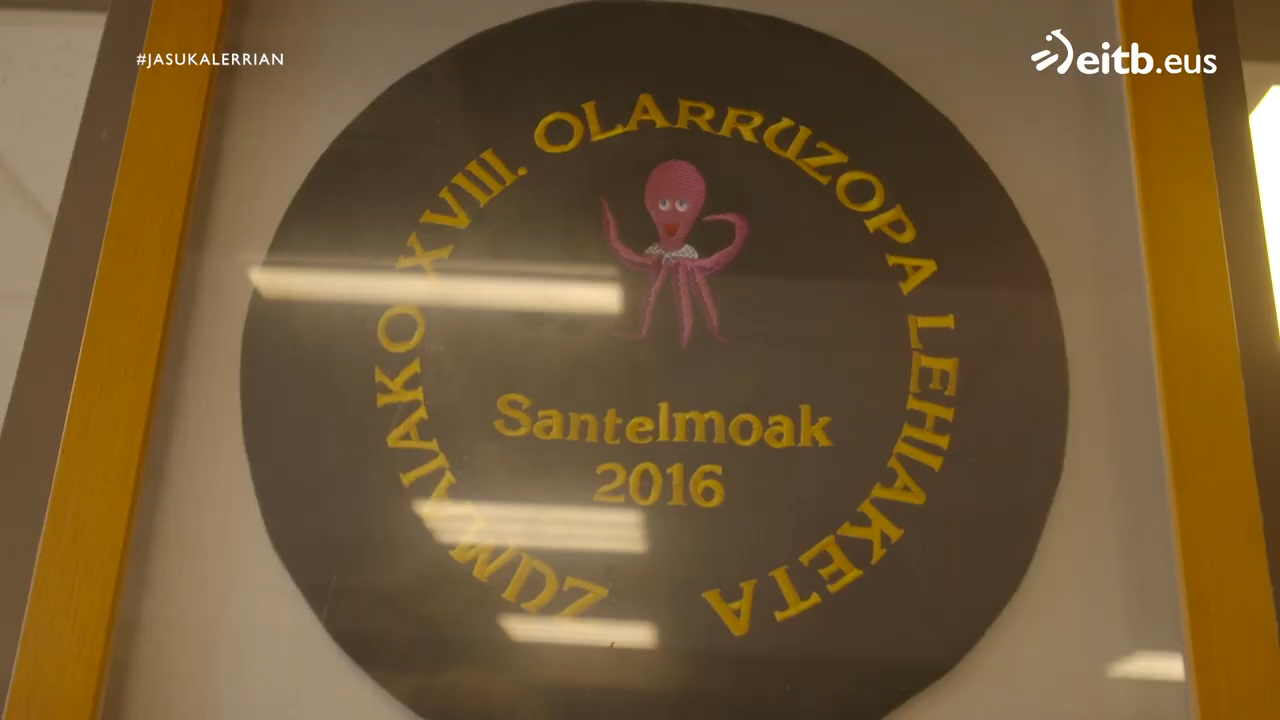 #JASUKALERRIAN
eitb.eus
ZUMAIAKO XVIII. OLARRUZOPA LEHIAKETA
Santelmoak
2016